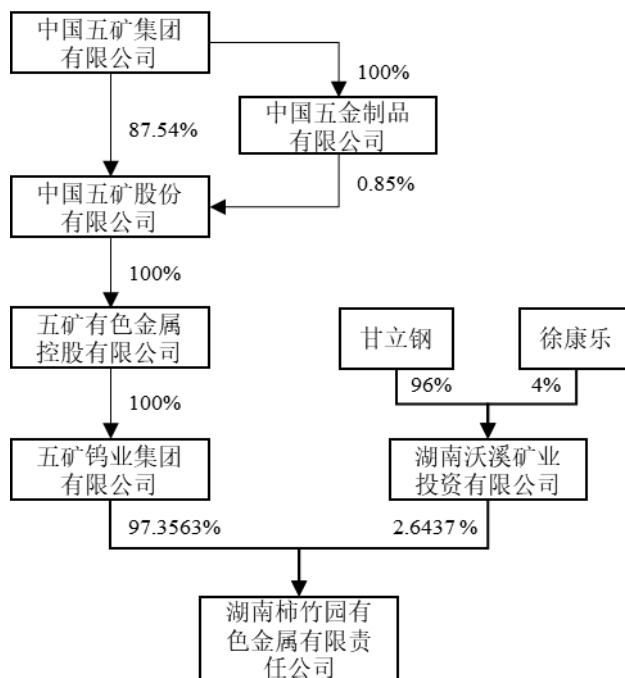 中国五矿集团
有限公司
100%
87.54%
中国五金制品
有限公司
0.85%
中国五矿股份
有限公司
100%
五矿有色金属
控股有限公司
甘立钢
徐康乐
100%
96%
4%
五矿钨业集团
有限公司
湖南沃溪矿业
投资有限公司
97.3563%
2.6437%
湖南柿竹园有
色金属有限责
任公司